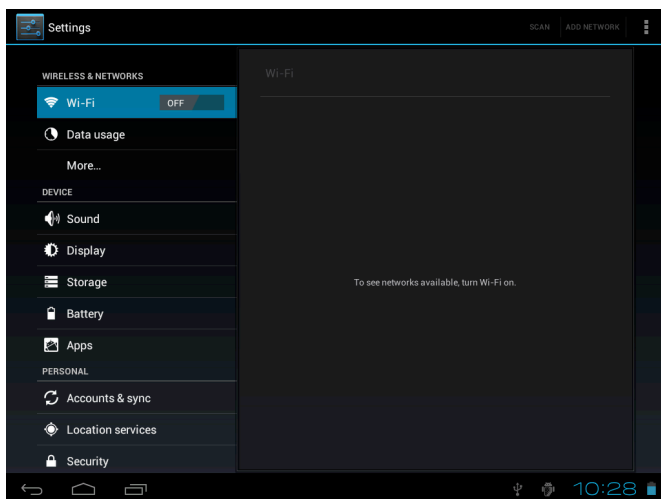 Settings
SCAN ADD NETWORK
WIRELESS & NETWORKS
Wi-Fi OFF
Data usage
More...
DEVICE
Sound
Display
Storage
Battery
Apps
PERSONAL
Accounts & sync
Location services
Security
Wi-Fi
To see networks available, turn Wi-Fi on.
10:28